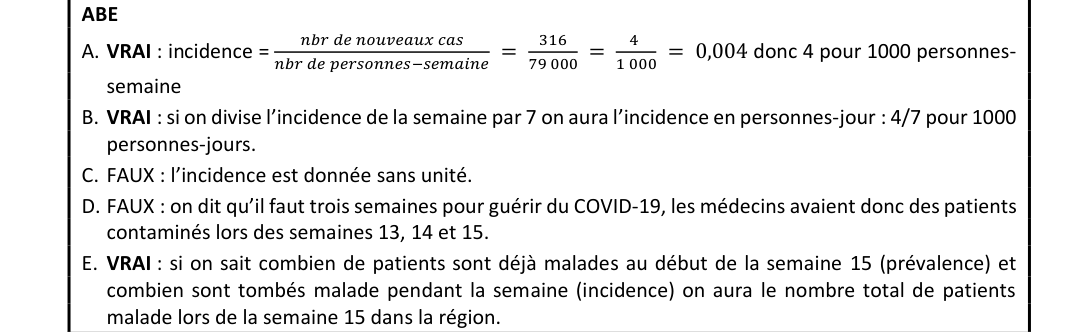 ABE
A. VRAI : incidence = nbr de nouveaux cas / nbr de personnes−semaine = 316 / 79 000 = 4 / 1 000 = 0,004 donc 4 pour 1000 personnes-
semaine
B. VRAI : si on divise l’incidence de la semaine par 7 on aura l’incidence en personnes-jour : 4/7 pour 1000
personnes-jours.
C. FAUX : l’incidence est donnée sans unité.
D. FAUX : on dit qu’il faut trois semaines pour guérir du COVID-19, les médecins avaient donc des patients
contaminés lors des semaines 13, 14 et 15.
E. VRAI : si on sait combien de patients sont déjà malades au début de la semaine 15 (prévalence) et
combien sont tombés malade pendant la semaine (incidence) on aura le nombre total de patients
malade lors de la semaine 15 dans la région.